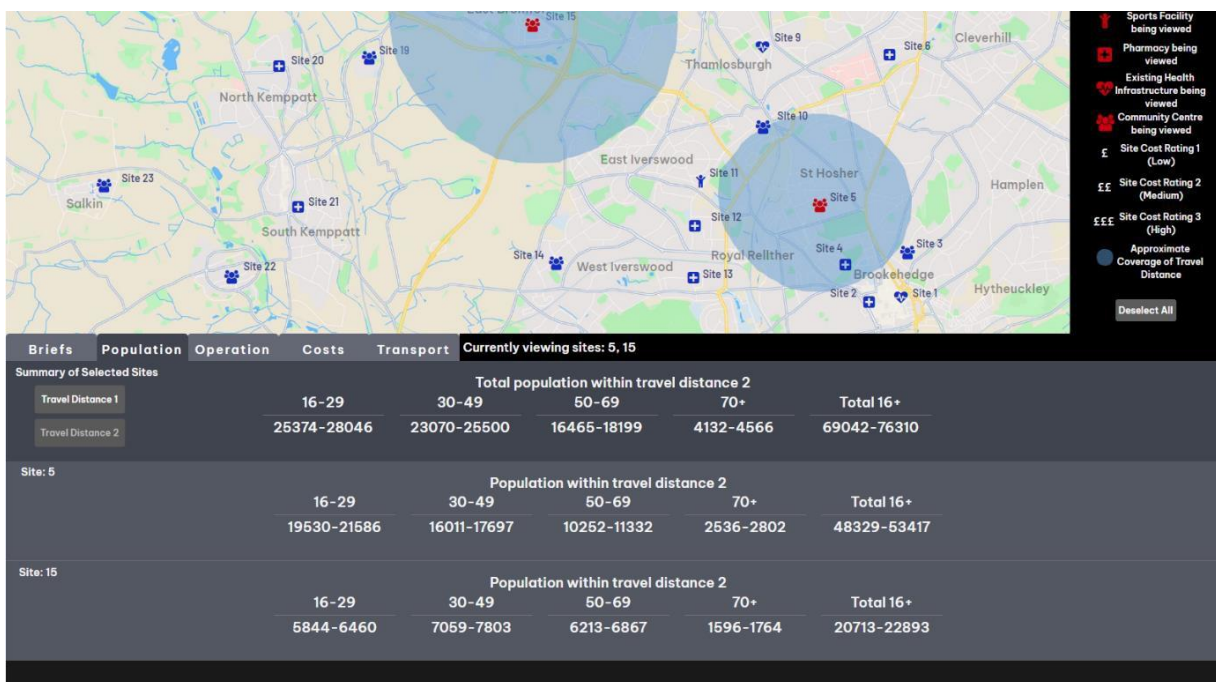 Site 15
Site 9
Cleverhill
Site 19
Site 6
Site 20
Thamlosburgh
North Kemppatt
Site 10
East Iverswood
Site 11
St Hosher
Site 23
Hamplen
Salkin
Site 21
Site 5
Site 12
South Kemppatt
Site 14
Royal Rellther
Site 4
Site 3
Site 22
West Iverswood
Site 13
Brookehedge
Site 2
Site 1
Hytheuckley
Sports Facility
being viewed
Pharmacy being
viewed
Existing Health
Infrastructure being
viewed
Community Centre
being viewed
£ Site Cost Rating 1
(Low)
££ Site Cost Rating 2
(Medium)
£££ Site Cost Rating 3
(High)
Approximate
Coverage of Travel
Distance
Deselect All
Briefs Population Operation Costs Transport Currently viewing sites: 5, 15
Summary of Selected Sites
Travel Distance 1
Travel Distance 2
Total population within travel distance 2
16-29 30-49 50-69 70+ Total 16+
25374-28046 23070-25500 16465-18199 4132-4566 69042-76310
Site: 5
Population within travel distance 2
16-29 30-49 50-69 70+ Total 16+
19530-21586 16011-17697 10252-11332 2536-2802 48329-53417
Site: 15
Population within travel distance 2
16-29 30-49 50-69 70+ Total 16+
5844-6460 7059-7803 6213-6867 1596-1764 20713-22893